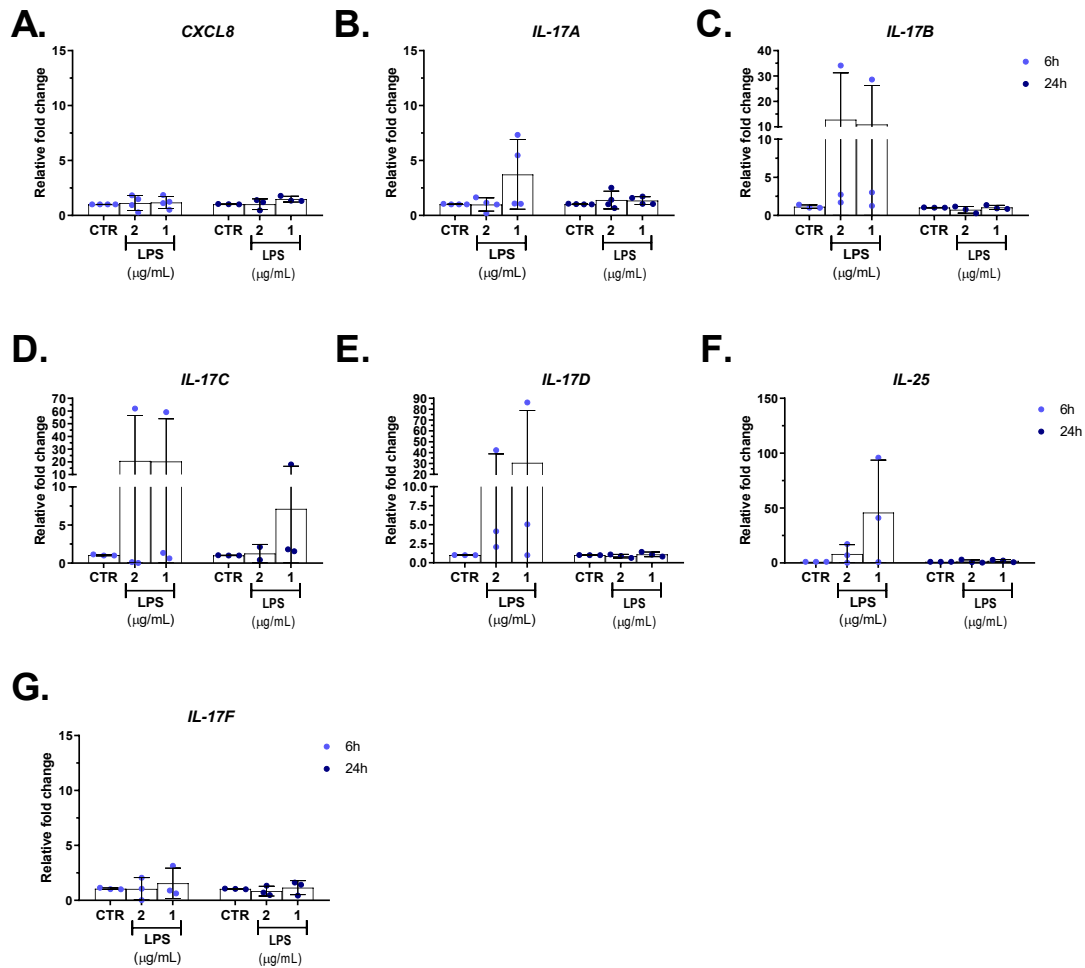 A.
CXCL8
Relative fold change
15
10
5
0
CTR 2 1
LPS
(µg/mL)
2 1
LPS
(µg/mL)
B.
IL-17A
Relative fold change
15
10
5
0
CTR 2 1
LPS
(µg/mL)
CTR 2 1
LPS
(µg/mL)
C.
IL-17B
Relative fold change
40
30
20
10
10
5
0
CTR 2 1
LPS
(µg/mL)
CTR 2 1
LPS
(µg/mL)
6h
24h
D.
IL-17C
Relative fold change
70
60
50
40
30
20
10
10.0
5
0
CTR 2 1
LPS
(µg/mL)
CTR 2 1
LPS
(µg/mL)
E.
IL-17D
Relative fold change
90
80
70
60
50
40
30
20
10.0
7.5
5.0
2.5
0.0
CTR 2 1
LPS
(µg/mL)
CTR 2 1
LPS
(µg/mL)
F.
IL-25
Relative fold change
150
100
50
0
CTR 2 1
LPS
(µg/mL)
CTR 2 1
LPS
(µg/mL)
6h
24h
G.
IL-17F
Relative fold change
15
10
5
0
CTR 2 1
LPS
(µg/mL)
CTR 2 1
LPS
(µg/mL)
6h
24h